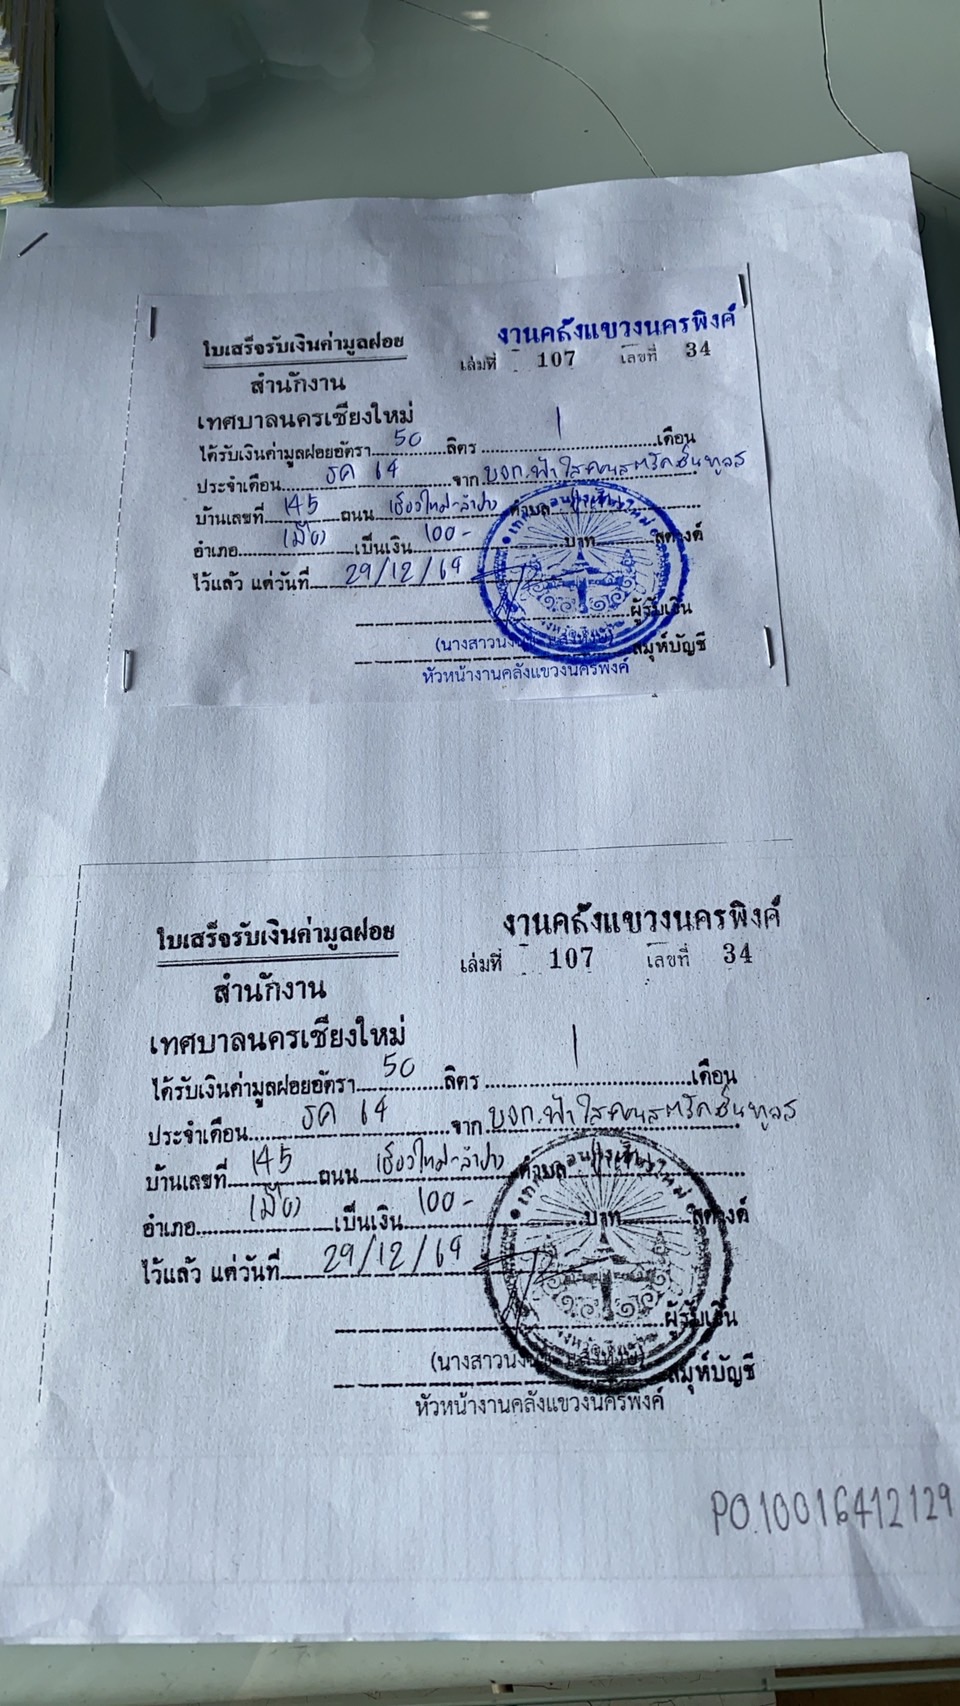 งานคลังแขวงนครพิงค์
ใบเสร็จรับเงินค่ามูลฝอย
เล่มที่ 107 เลขที่ 34
สำนักงาน
เทศบาลนครเชียงใหม่
ได้รับเงินค่ามูลฝอยอัตรา 50 ลิตร 1 เดือน
ประจำเดือน ธค 64 จาก บจก.ฟ้าใสคอนสตรัคชั่นทูลส์
บ้านเลขที่ 145 ถนน เชียงใหม่-ลำปาง ตำบล
อำเภอ เมือง เป็นเงิน 100- บาท สตางค์
ไว้แล้ว แต่วันที่ 29/12/64
ผู้รับเงิน
(นางสาว
สมุห์บัญชี
หัวหน้างานคลังแขวงนครพิงค์
งานคลังแขวงนครพิงค์
ใบเสร็จรับเงินค่ามูลฝอย
เล่มที่ 107 เลขที่ 34
สำนักงาน
เทศบาลนครเชียงใหม่
ได้รับเงินค่ามูลฝอยอัตรา 50 ลิตร 1 เดือน
ประจำเดือน ธค 64 จาก บจก.ฟ้าใสคอนสตรัคชั่นทูลส์
บ้านเลขที่ 145 ถนน เชียงใหม่-ลำปาง ตำบล
อำเภอ เมือง เป็นเงิน 100- บาท สตางค์
ไว้แล้ว แต่วันที่ 29/12/64
ผู้รับเงิน
(นางสาว
สมุห์บัญชี
หัวหน้างานคลังแขวงนครพิงค์
PO.10016412129